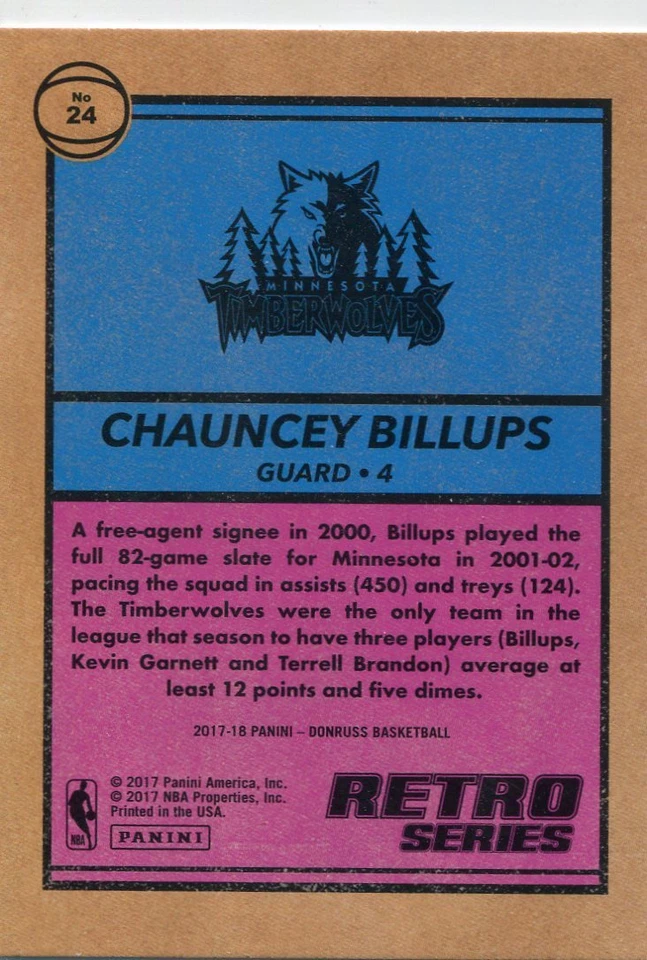 No
24
MINNESOTA
TIMBERWOLVES
CHAUNCEY BILLUPS
GUARD • 4
A free-agent signee in 2000, Billups played the
full 82-game slate for Minnesota in 2001-02,
pacing the squad in assists (450) and treys (124).
The Timberwolves were the only team in the
league that season to have three players (Billups,
Kevin Garnett and Terrell Brandon) average at
least 12 points and five dimes.
2017-18 PANINI – DONRUSS BASKETBALL
© 2017 Panini America, Inc.
© 2017 NBA Properties, Inc.
Printed in the USA.
NBA
PANINI
RETRO
SERIES